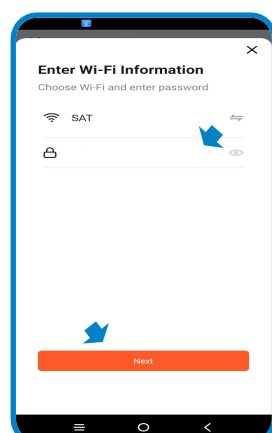 Enter Wi-Fi Information
Choose Wi-Fi and enter password
SAT
Next